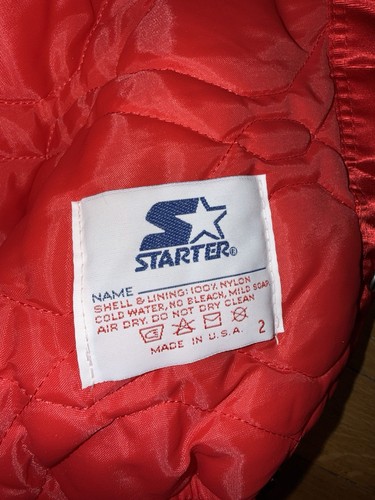 STARTER®
NAME
SHELL & LINING: 100% NYLON
COLD WATER, NO BLEACH, MILD SOAP
AIR DRY. DO NOT DRY CLEAN
MADE IN U.S.A. 2